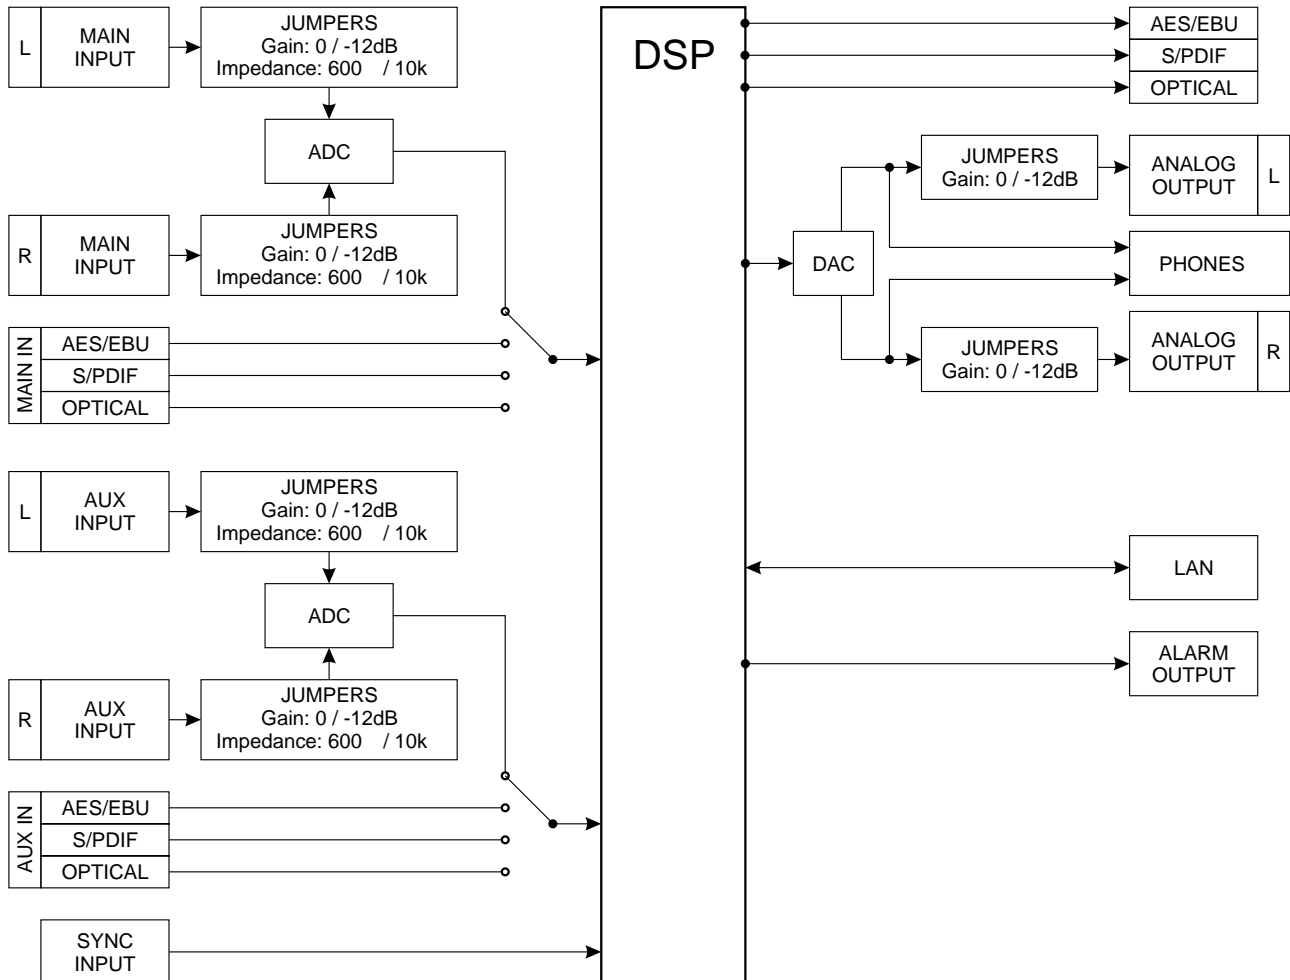 L
MAIN
INPUT
JUMPERS
Gain: 0 / -12dB
Impedance: 600 / 10k
ADC
R
MAIN
INPUT
JUMPERS
Gain: 0 / -12dB
Impedance: 600 / 10k
MAIN IN
AES/EBU
S/PDIF
OPTICAL
L
AUX
INPUT
JUMPERS
Gain: 0 / -12dB
Impedance: 600 / 10k
ADC
R
AUX
INPUT
JUMPERS
Gain: 0 / -12dB
Impedance: 600 / 10k
AUX IN
AES/EBU
S/PDIF
OPTICAL
SYNC
INPUT
DSP
AES/EBU
S/PDIF
OPTICAL
DAC
JUMPERS
Gain: 0 / -12dB
ANALOG
OUTPUT
L
PHONES
JUMPERS
Gain: 0 / -12dB
ANALOG
OUTPUT
R
LAN
ALARM
OUTPUT